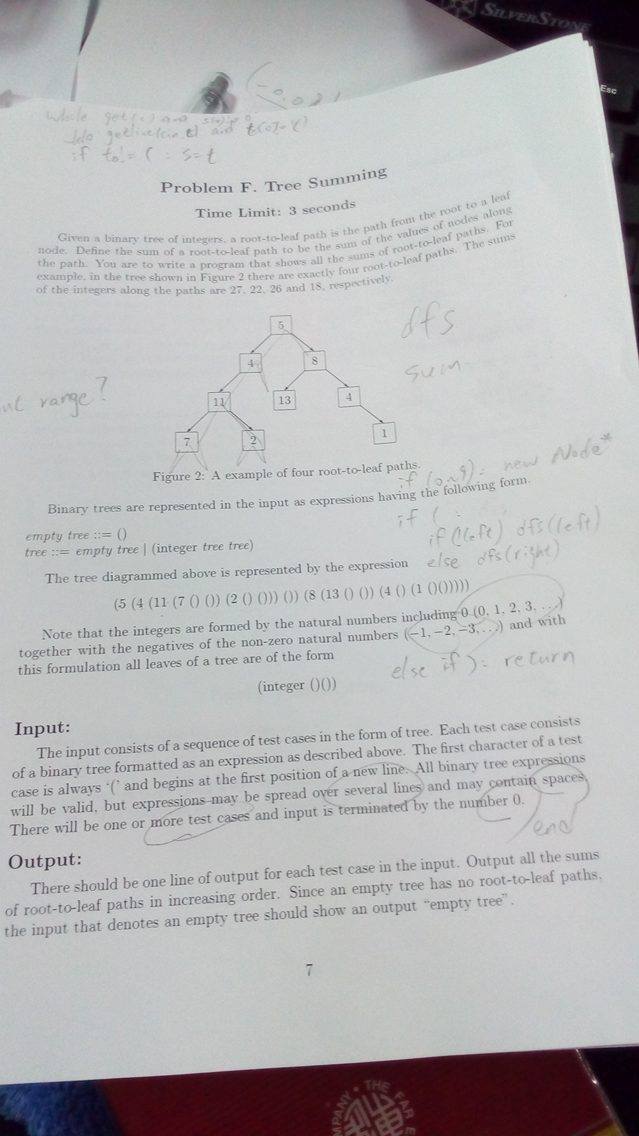 SILVERSTONE
Esc
while get(s) and
do getline(cin, t) and t[0]=
if t0!= ( : s=t
Problem F. Tree Summing
Time Limit: 3 seconds
Given a binary tree of integers, a root-to-leaf path is the path from the root to a leaf
node. Define the sum of a root-to-leaf path to be the sum of the values of nodes along
the path. You are to write a program that shows all the sums of root-to-leaf paths. For
example, in the tree shown in Figure 2 there are exactly four root-to-leaf paths. The sums
of the integers along the paths are 27, 22, 26 and 18, respectively.
dfs
sum
range?
5
4 8
11 13 4
7 2 1
Figure 2: A example of four root-to-leaf paths.
if (long): new Node*
Binary trees are represented in the input as expressions having the following form.
if ( :
empty tree ::= ()
if(!left) dfs(left)
tree ::= empty tree | (integer tree tree)
else dfs(right)
The tree diagrammed above is represented by the expression
(5 (4 (11 (7 () ()) (2 () ())) ()) (8 (13 () ()) (4 () (1 ()()))))
Note that the integers are formed by the natural numbers including 0 (0, 1, 2, 3, ...)
together with the negatives of the non-zero natural numbers (−1, −2, −3, ...) and with
this formulation all leaves of a tree are of the form
else if ): return
(integer ()())
Input:
The input consists of a sequence of test cases in the form of tree. Each test case consists
of a binary tree formatted as an expression as described above. The first character of a test
case is always '(' and begins at the first position of a new line. All binary tree expressions
will be valid, but expressions may be spread over several lines and may contain spaces.
There will be one or more test cases and input is terminated by the number 0.
end
Output:
There should be one line of output for each test case in the input. Output all the sums
of root-to-leaf paths in increasing order. Since an empty tree has no root-to-leaf paths,
the input that denotes an empty tree should show an output "empty tree".
7
THE FAR